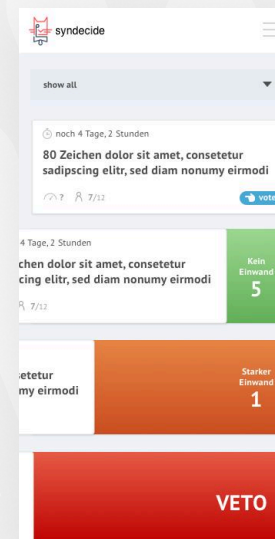 syndecide
show all
noch 4 Tage, 2 Stunden
80 Zeichen dolor sit amet, consetetur
sadipscing elitr, sed diam nonumy eirmodi
? 7/12
vote
4 Tage, 2 Stunden
chen dolor sit amet, consetetur
cing elitr, sed diam nonumy eirmodi
7/12
Kein
Einwand
5
etetur
my eirmodi
Starker
Einwand
1
VETO